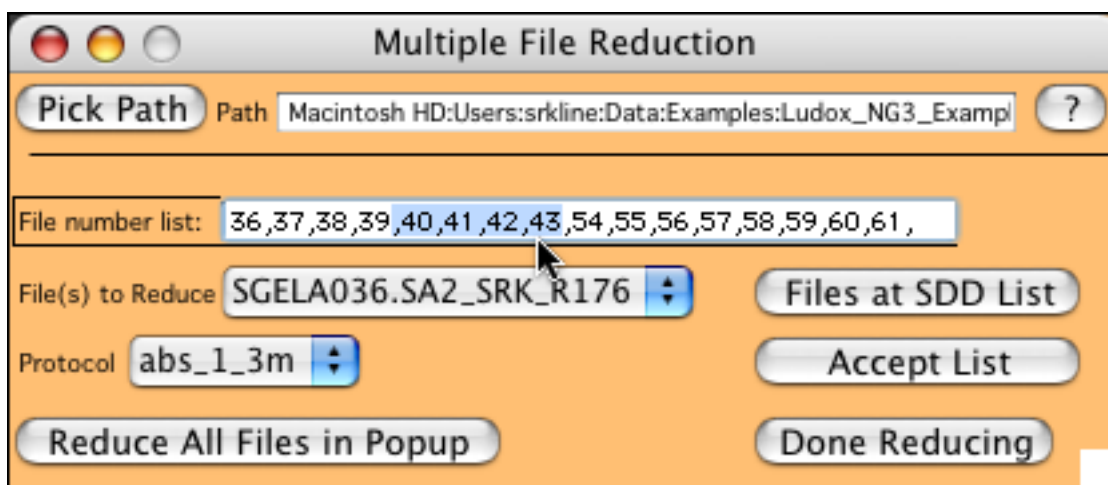 Multiple File Reduction
Pick Path Path Macintosh HD:Users:srkline:Data:Examples:Ludox_NG3_Exampl ?
File number list: 36,37,38,39,40,41,42,43,54,55,56,57,58,59,60,61,
File(s) to Reduce SGELA036.SA2_SRK_R176 Files at SDD List
Protocol abs_1_3m Accept List
Reduce All Files in Popup Done Reducing